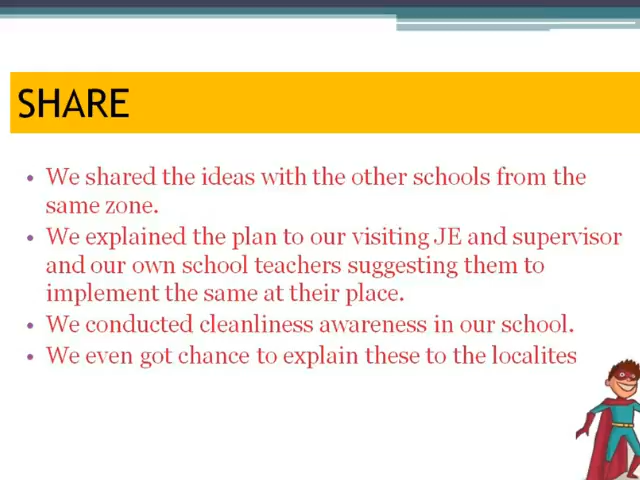 SHARE
• We shared the ideas with the other schools from the
same zone.
• We explained the plan to our visiting JE and supervisor
and our own school teachers suggesting them to
implement the same at their place.
• We conducted cleanliness awareness in our school.
• We even got chance to explain these to the localites